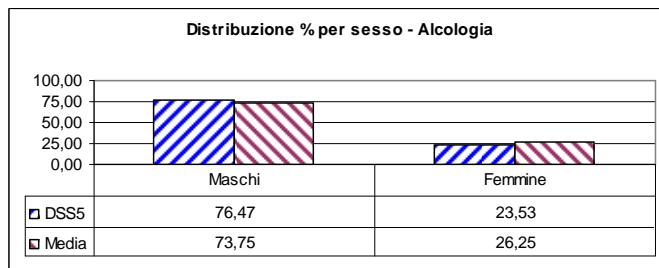 Distribuzione % per sesso - Alcologia
100,00
75,00
50,00
25,00
0,00
Maschi Femmine
DSS5 76,47 23,53
Media 73,75 26,25